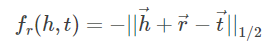 f_r(h,t) = −||\vec{h} + \vec{r} − \vec{t}||_{1/2}